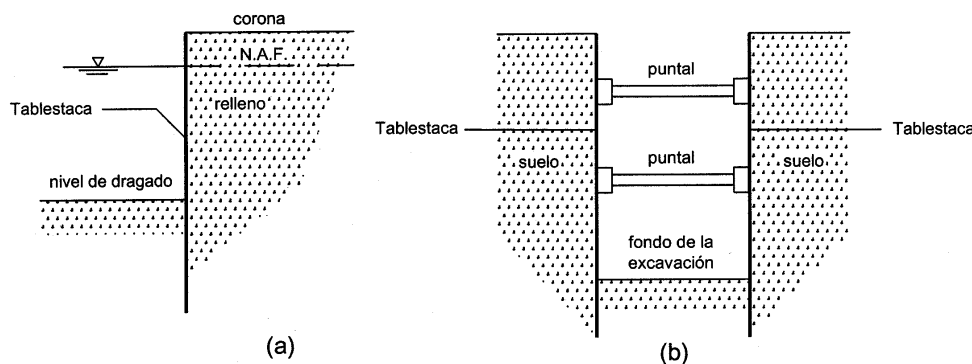 corona
N.A.F.
relleno
Tablestaca
nivel de dragado
(a)
puntal
Tablestaca
Tablestaca
suelo
puntal
suelo
fondo de la
excavación
(b)